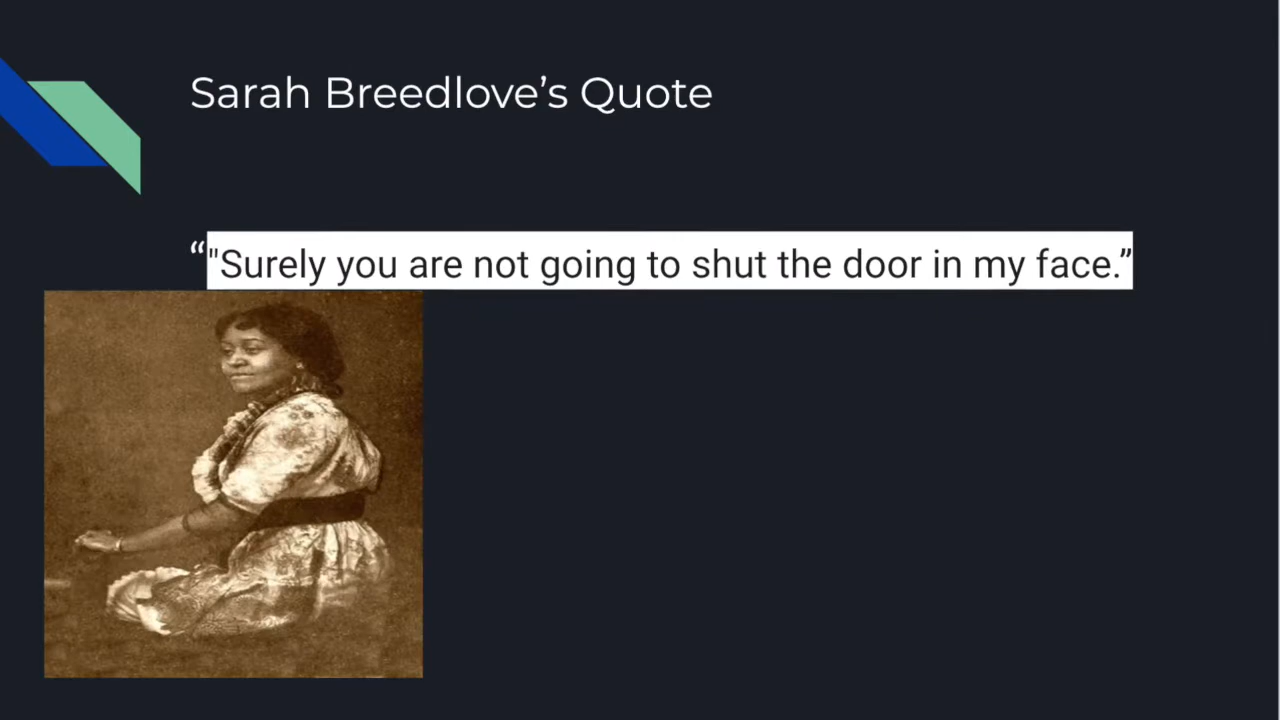 Sarah Breedlove’s Quote
“"Surely you are not going to shut the door in my face.”